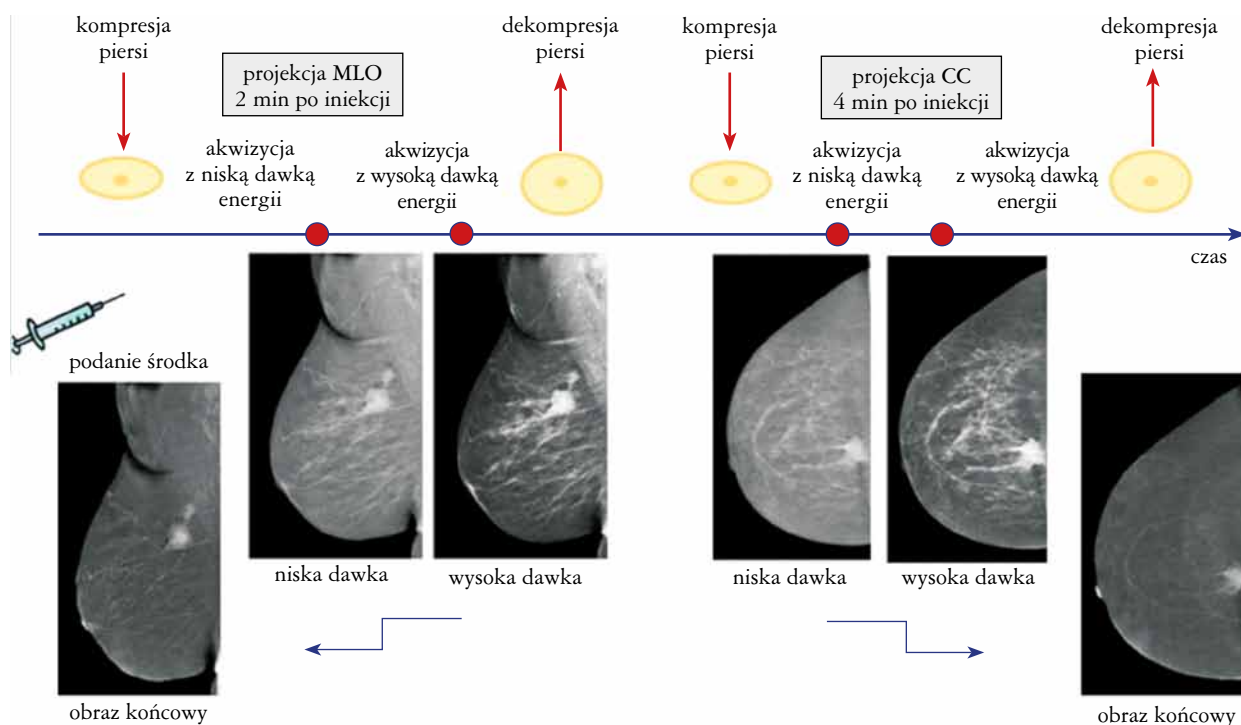 kompresja
piersi
projekcja MLO
2 min po iniekcji
dekompresja
piersi
kompresja
piersi
projekcja CC
4 min po iniekcji
dekompresja
piersi
akwizycja
z niską dawką
energii
akwizycja
z wysoką dawką
energii
akwizycja
z niską dawką
energii
akwizycja
z wysoką dawką
energii
czas
podanie środka
niska dawka
wysoka dawka
niska dawka
wysoka dawka
obraz końcowy
obraz końcowy